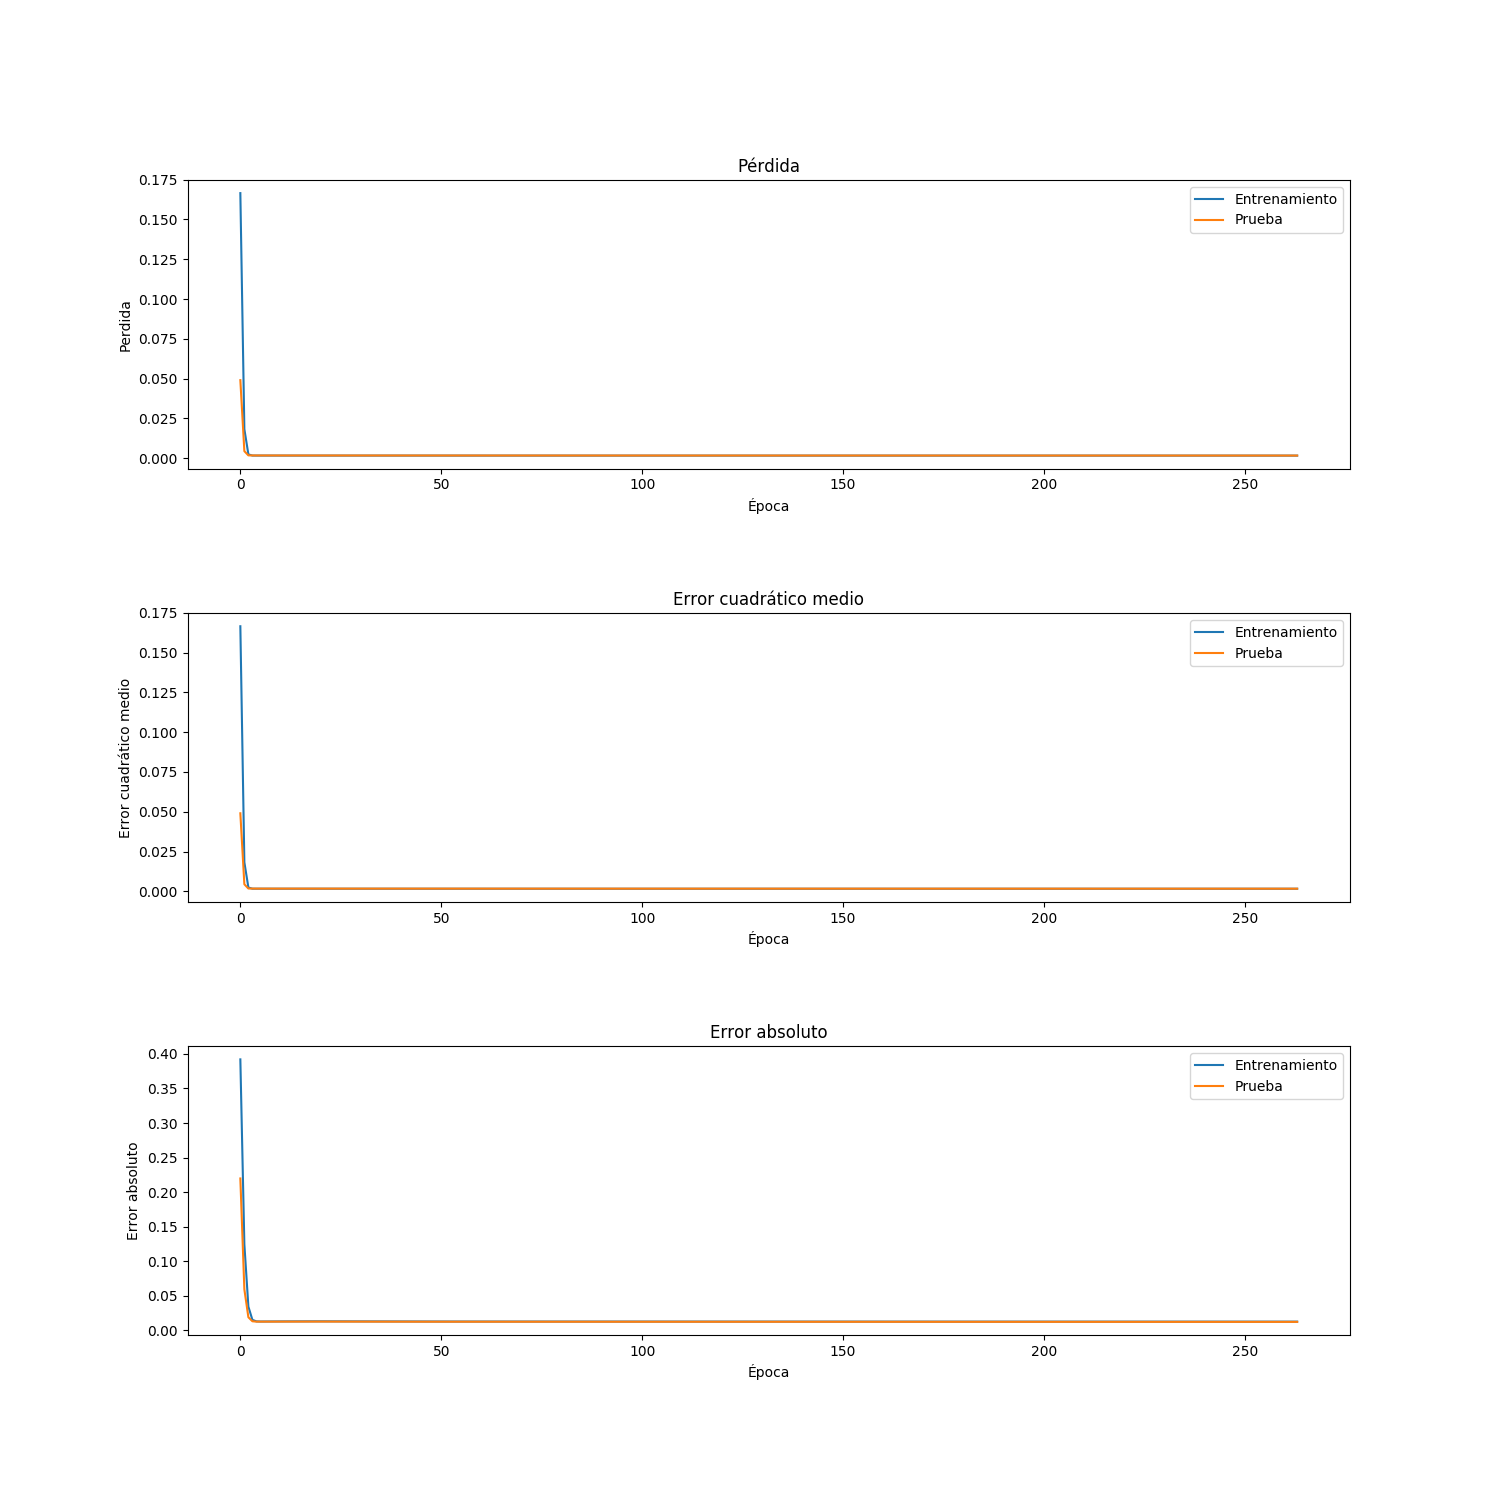 Pérdida
0.175
0.150
0.125
0.100
0.075
0.050
0.025
0.000
Perdida
Entrenamiento
Prueba
0 50 100 150 200 250
Época
Error cuadrático medio
0.175
0.150
0.125
0.100
0.075
0.050
0.025
0.000
Error cuadrático medio
Entrenamiento
Prueba
0 50 100 150 200 250
Época
Error absoluto
0.40
0.35
0.30
0.25
0.20
0.15
0.10
0.05
0.00
Error absoluto
Entrenamiento
Prueba
0 50 100 150 200 250
Época